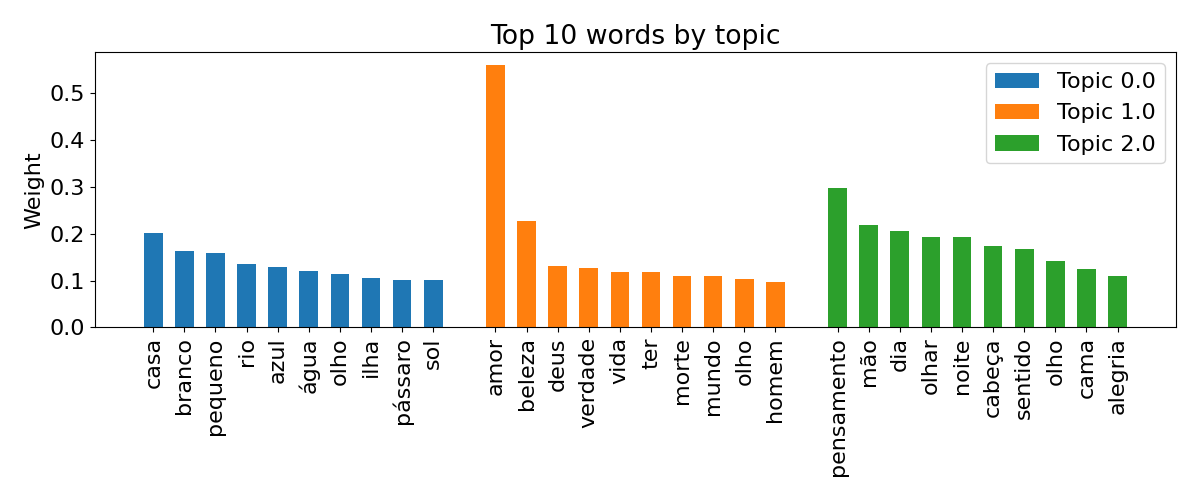 Top 10 words by topic
Weight
0.5
0.4
0.3
0.2
0.1
0.0
Topic 0.0
Topic 1.0
Topic 2.0
casa
branco
pequeno
rio
azul
água
olho
ilha
pássaro
sol
amor
beleza
deus
verdade
vida
ter
morte
mundo
olho
homem
pensamento
mão
dia
olhar
noite
cabeça
sentido
olho
cama
alegria